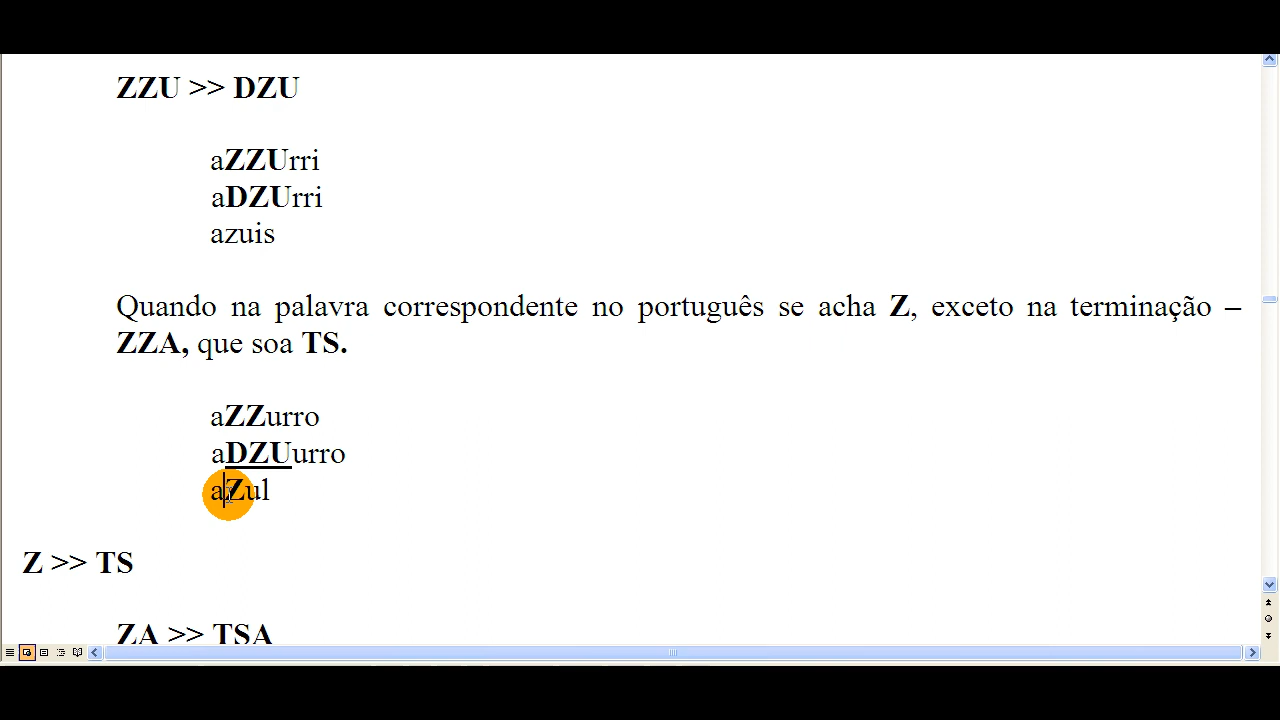 ZZU >> DZU
aZZUrri
aDZUrri
azuis
Quando na palavra correspondente no português se acha Z, exceto na terminação –
ZZA, que soa TS.
aZZurro
aDZUurro
aZul
Z >> TS
ZA >> TSA